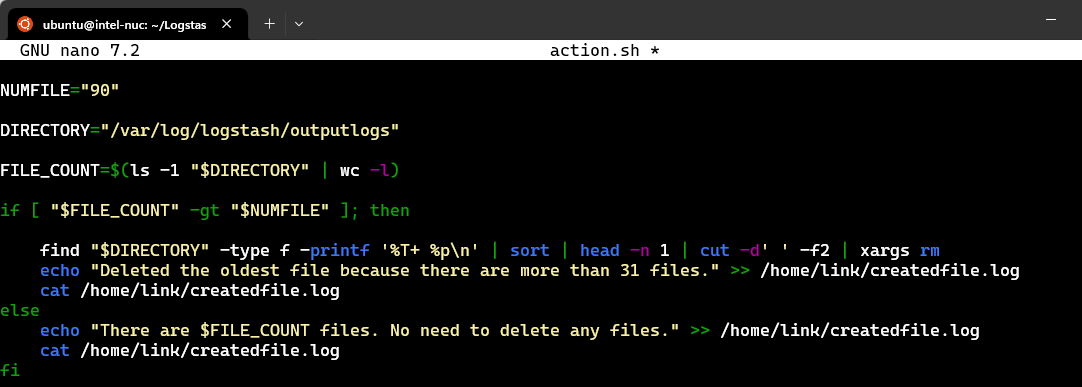 ubuntu@intel-nuc: ~/Logstas
GNU nano 7.2 action.sh *
NUMFILE="90"
DIRECTORY="/var/log/logstash/outputlogs"
FILE_COUNT=$(ls -1 "$DIRECTORY" | wc -l)
if [ "$FILE_COUNT" -gt "$NUMFILE" ]; then
    find "$DIRECTORY" -type f -printf '%T+ %p\n' | sort | head -n 1 | cut -d' ' -f2 | xargs rm
    echo "Deleted the oldest file because there are more than 31 files." >> /home/link/createdfile.log
    cat /home/link/createdfile.log
else
    echo "There are $FILE_COUNT files. No need to delete any files." >> /home/link/createdfile.log
    cat /home/link/createdfile.log
fi